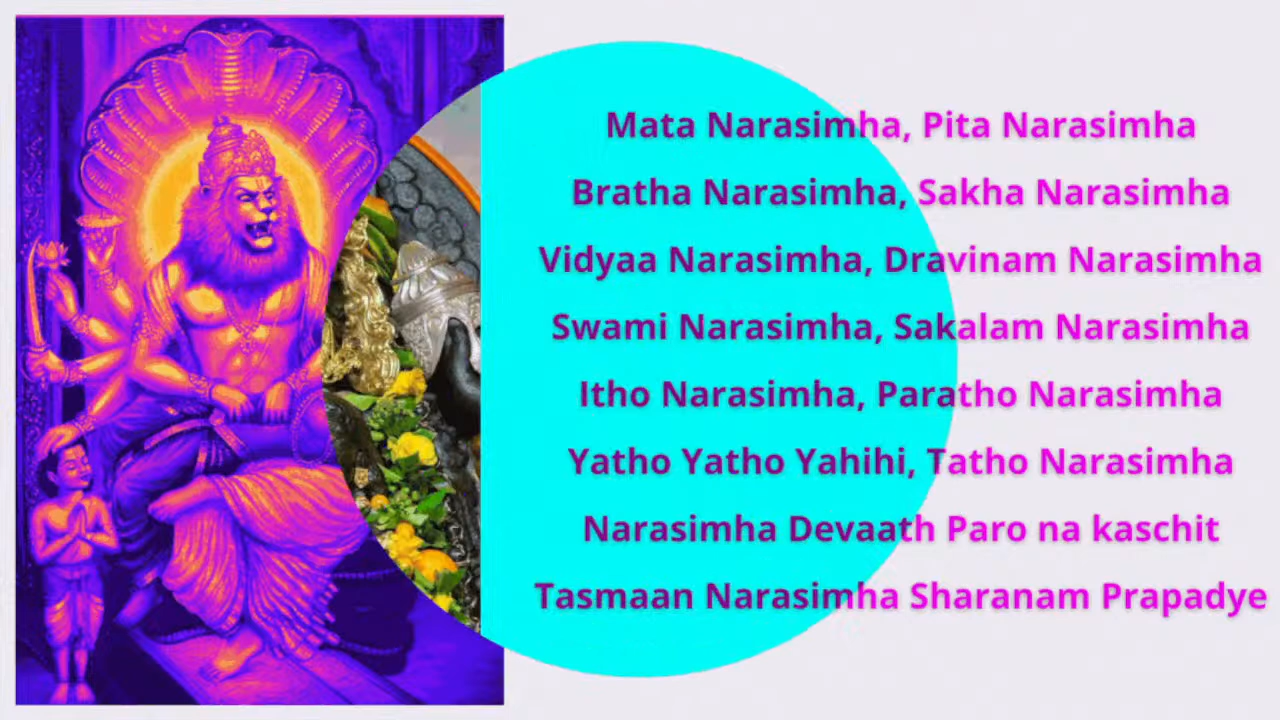 Mata Narasimha, Pita Narasimha
Bratha Narasimha, Sakha Narasimha
Vidyaa Narasimha, Dravinam Narasimha
Swami Narasimha, Sakalam Narasimha
Itho Narasimha, Paratho Narasimha
Yatho Yatho Yahihi, Tatho Narasimha
Narasimha Devaath Paro na kaschit
Tasmaan Narasimha Sharanam Prapadye